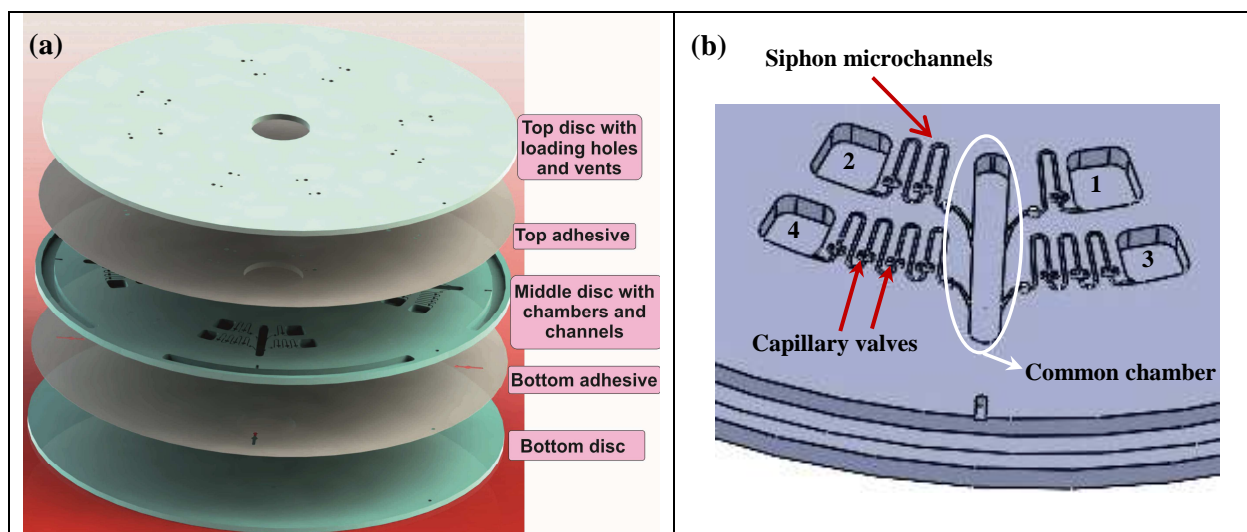 (a)
Top disc with
loading holes
and vents
Top adhesive
Middle disc with
chambers and
channels
Bottom adhesive
Bottom disc
(b)
Siphon microchannels
2
1
4
3
Capillary valves
Common chamber